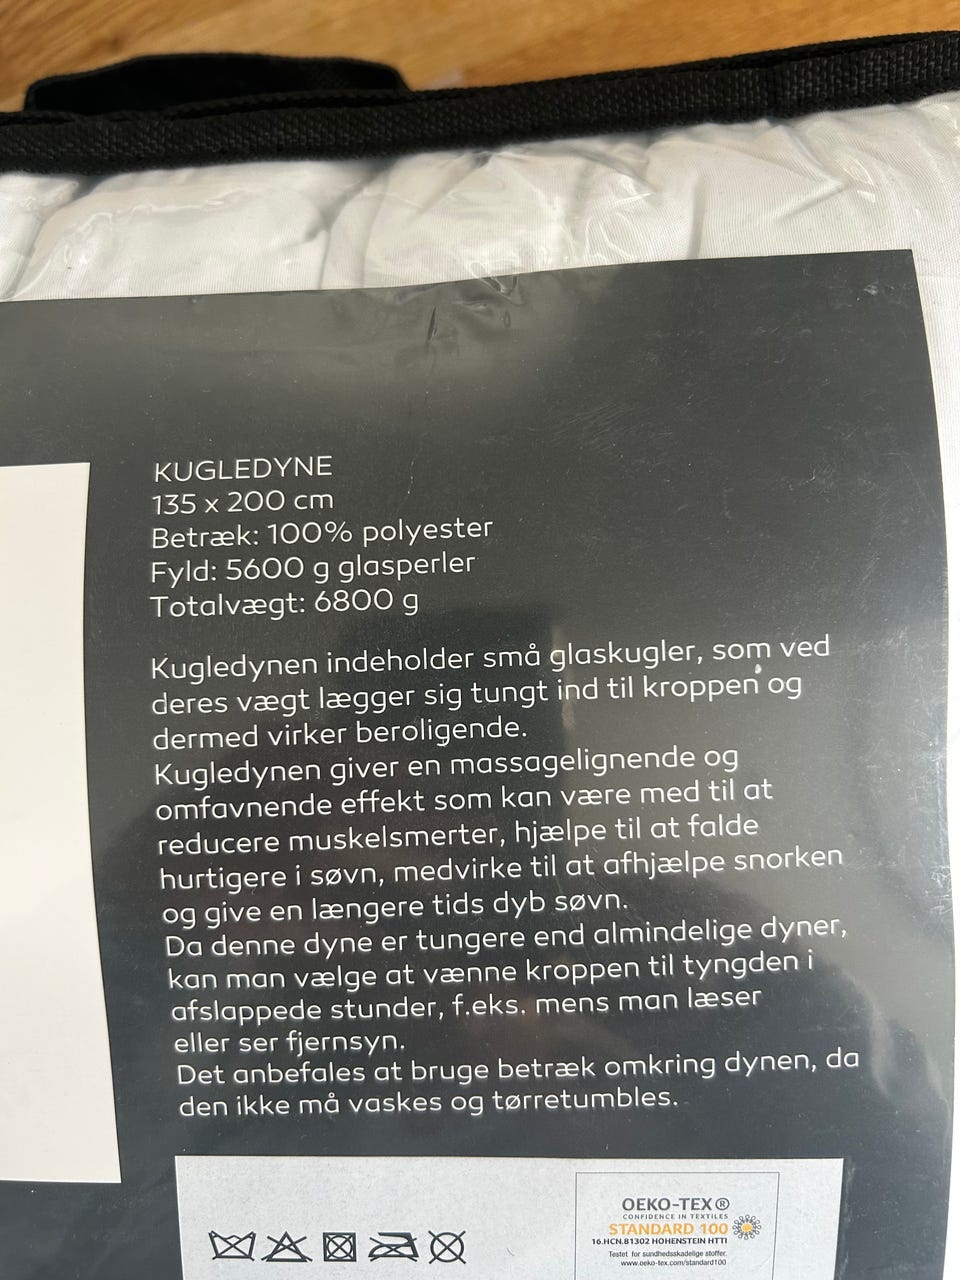 KUGLEDYNE
135 x 200 cm
Betræk: 100% polyester
Fyld: 5600 g glasperler
Totalvægt: 6800 g
Kugledynen indeholder små glaskugler, som ved
deres vægt lægger sig tungt ind til kroppen og
dermed virker beroligende.
Kugledynen giver en massagelignende og
omfavnende effekt som kan være med til at
reducere muskelsmerter, hjælpe til at falde
hurtigere i søvn, medvirke til at afhjælpe snorken
og give en længere tids dyb søvn.
Da denne dyne er tungere end almindelige dyner,
kan man vælge at vænne kroppen til tyngden i
afslappede stunder, f.eks. mens man læser
eller ser fjernsyn.
Det anbefales at bruge betræk omkring dynen, da
den ikke må vaskes og tørretumbles.
OEKO-TEX®
CONFIDENCE IN TEXTILES
STANDARD 100
16.HCN.81302 HOHENSTEIN HTTI
Testet for sundhedsskadelige stoffer.
www.oeko-tex.com/standard100